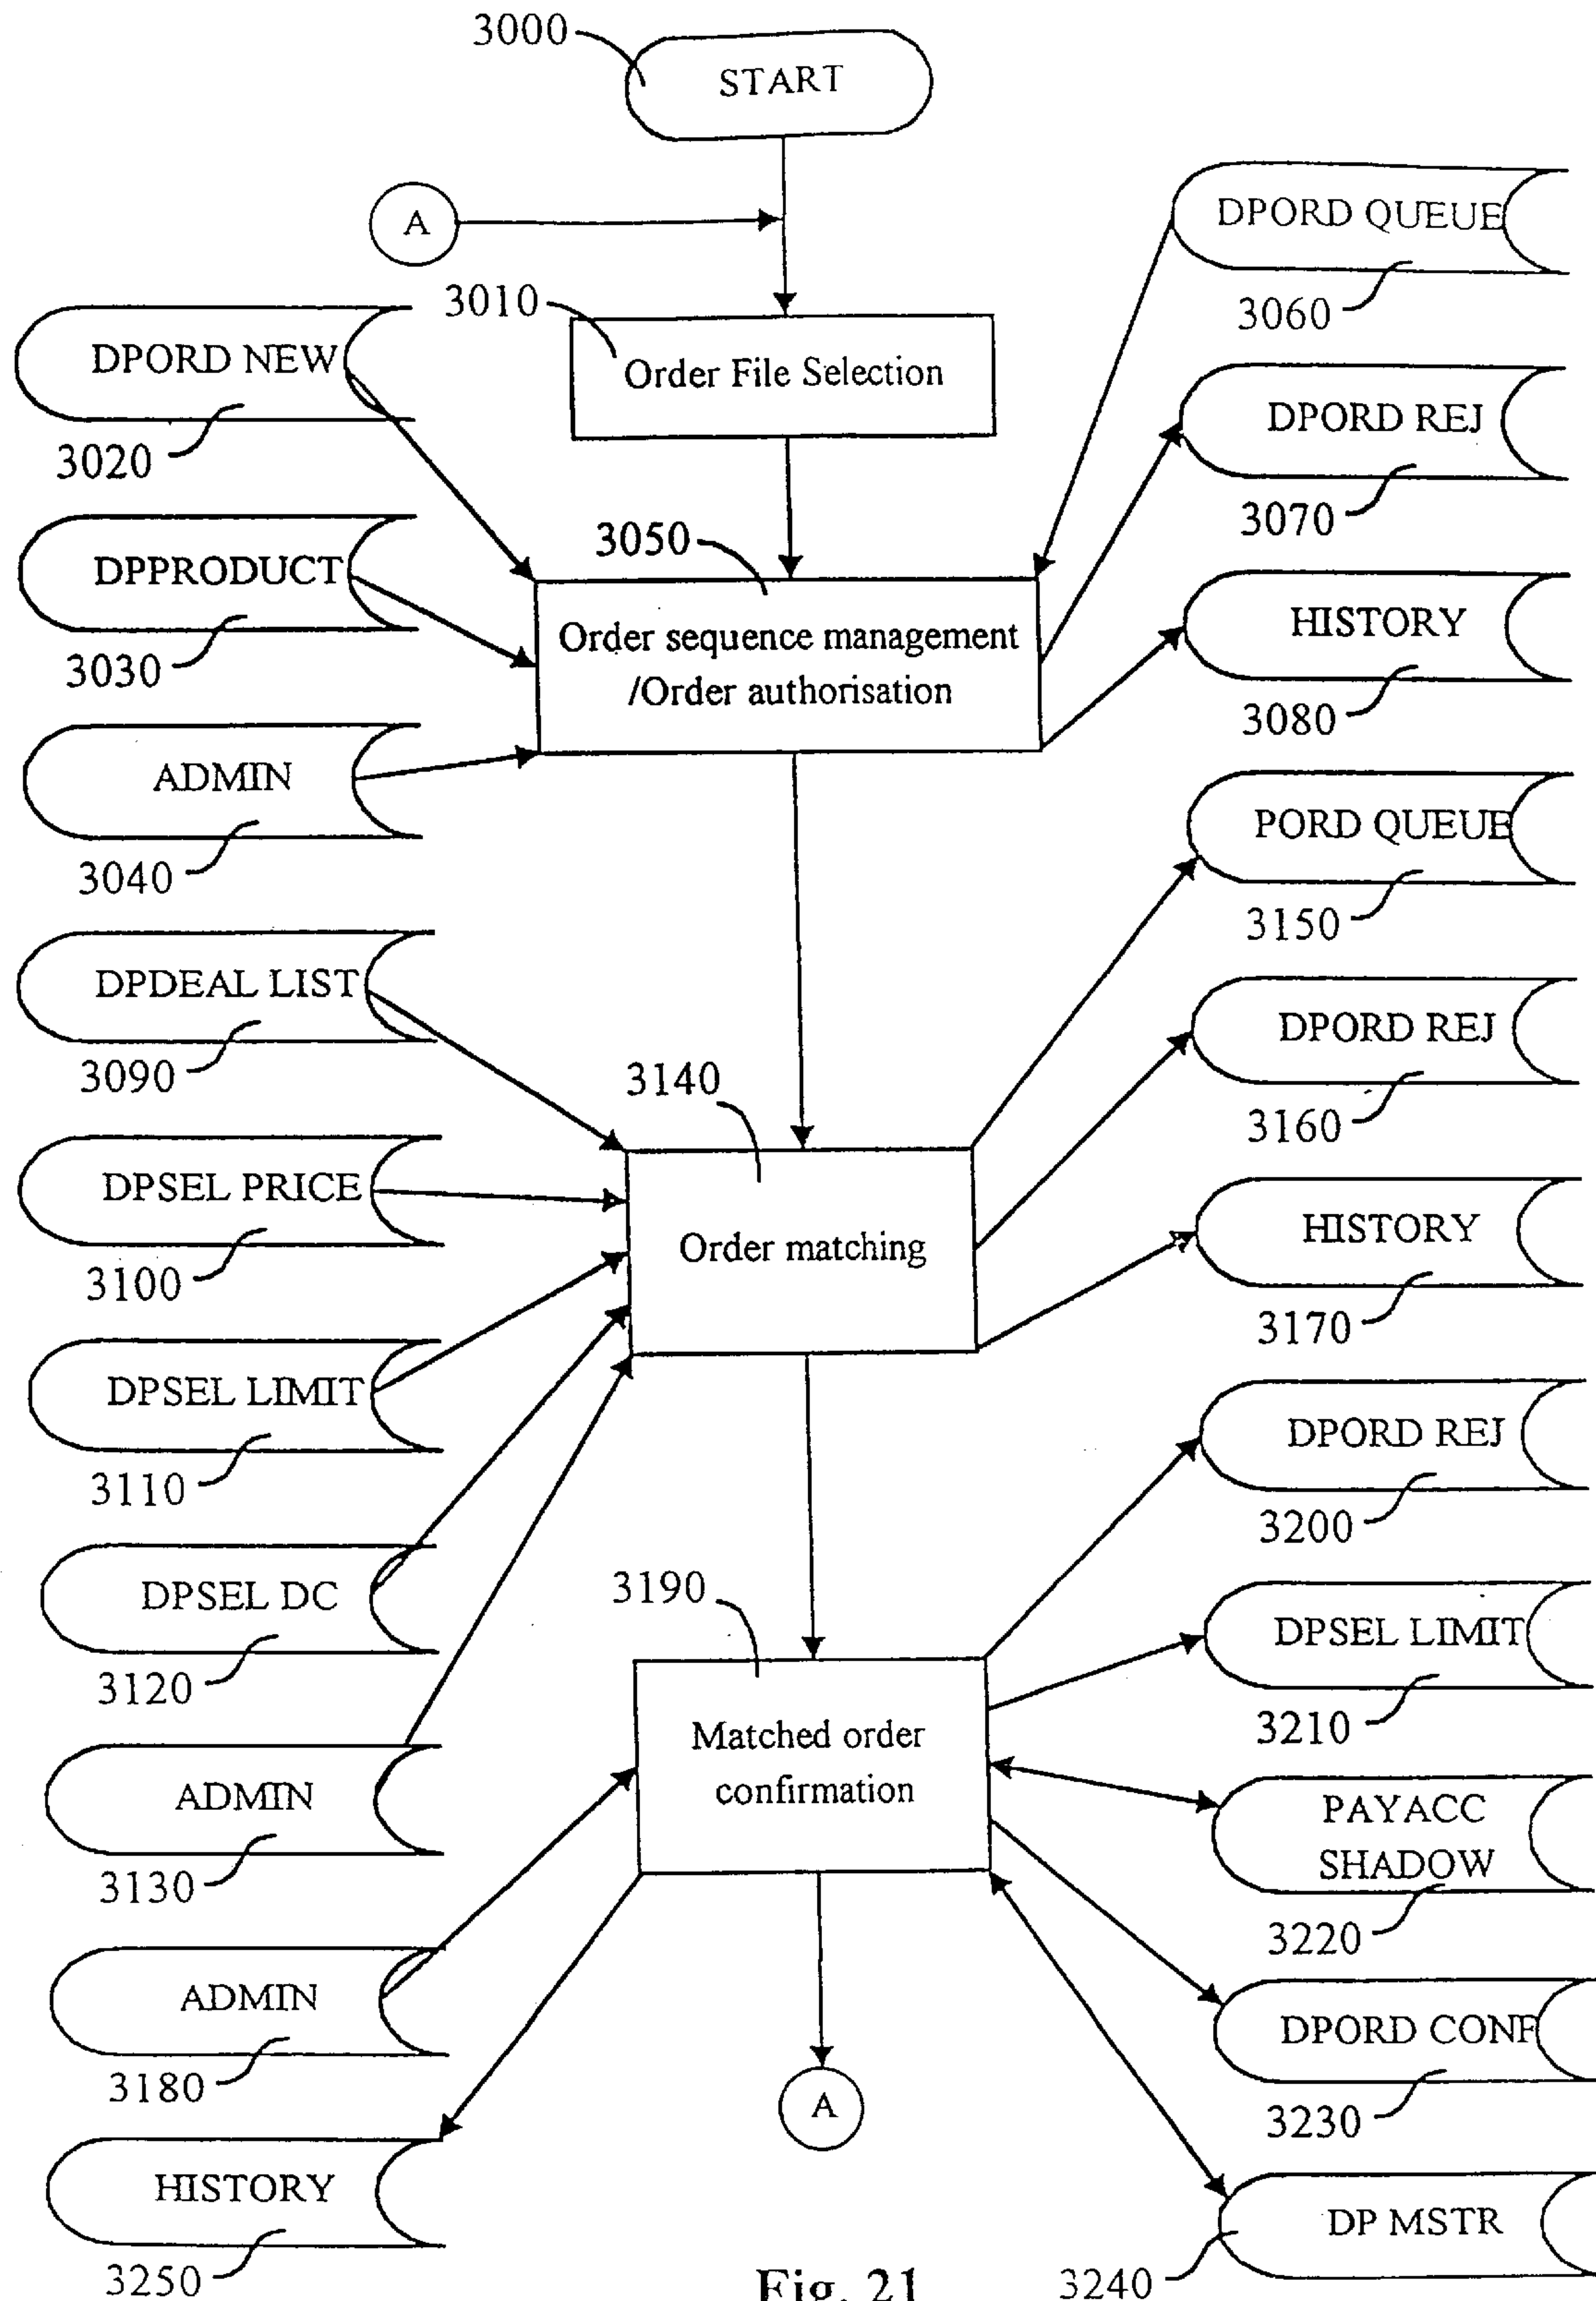 3000
START
A
DPORD QUEUE
3060
3010
Order File Selection
DPORD NEW
3020
DPORD REJ
3070
DPPRODUCT
3030
3050
Order sequence management
/Order authorisation
HISTORY
3080
ADMIN
3040
PORD QUEUE
3150
DPDEAL LIST
3090
DPORD REJ
3160
3140
Order matching
DPSEL PRICE
3100
HISTORY
3170
DPSEL LIMIT
3110
DPORD REJ
3200
DPSEL DC
3120
3190
Matched order
confirmation
DPSEL LIMIT
3210
ADMIN
3130
PAYACC
SHADOW
3220
ADMIN
3180
DPORD CONF
3230
A
HISTORY
3250
DP MSTR
3240
Fig. 21